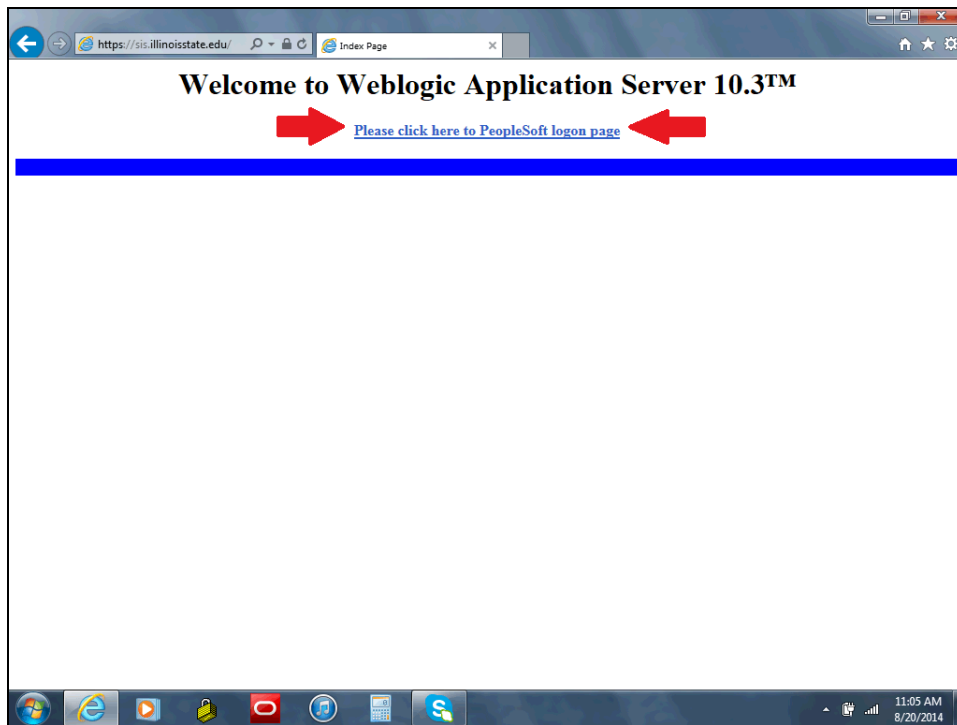 https://sis.illinoisstate.edu/
Index Page
Welcome to Weblogic Application Server 10.3™
Please click here to PeopleSoft logon page
11:05 AM
8/20/2014